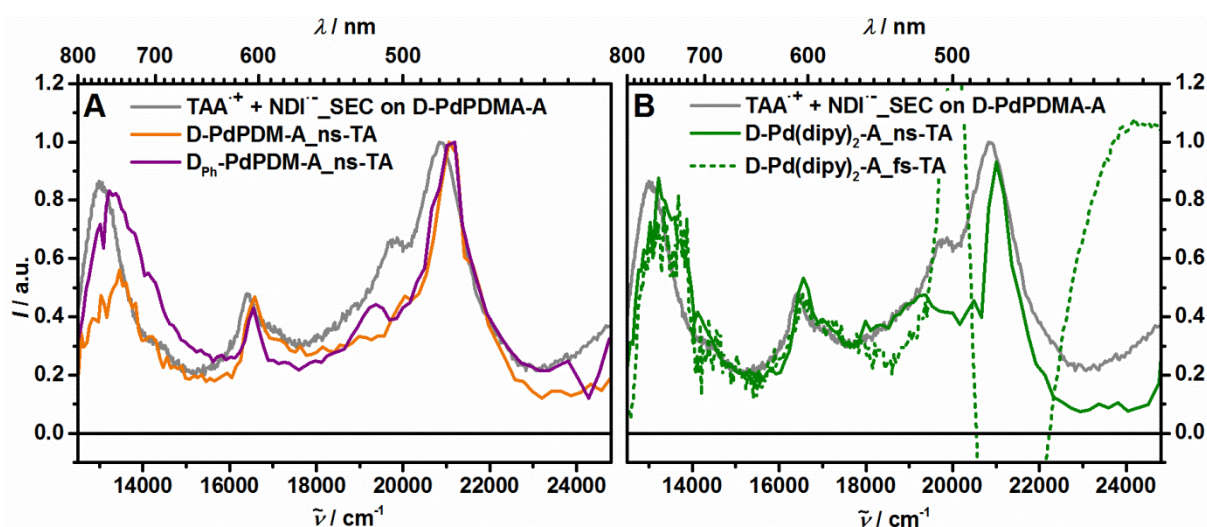 λ / nm
λ / nm
800 700 600 500
800 700 600 500
1.2
1.0
0.8
0.6
0.4
0.2
0.0
I / a.u.
A
TAA·+ + NDI·-_SEC on D-PdPDMA-A
D-PdPDM-A_ns-TA
DPh-PdPDM-A_ns-TA
B
TAA·+ + NDI·-_SEC on D-PdPDMA-A
D-Pd(dipy)2-A_ns-TA
D-Pd(dipy)2-A_fs-TA
1.2
1.0
0.8
0.6
0.4
0.2
0.0
I / a.u.
14000 16000 18000 20000 22000 24000
14000 16000 18000 20000 22000 24000
ṽ / cm-1
ṽ / cm-1